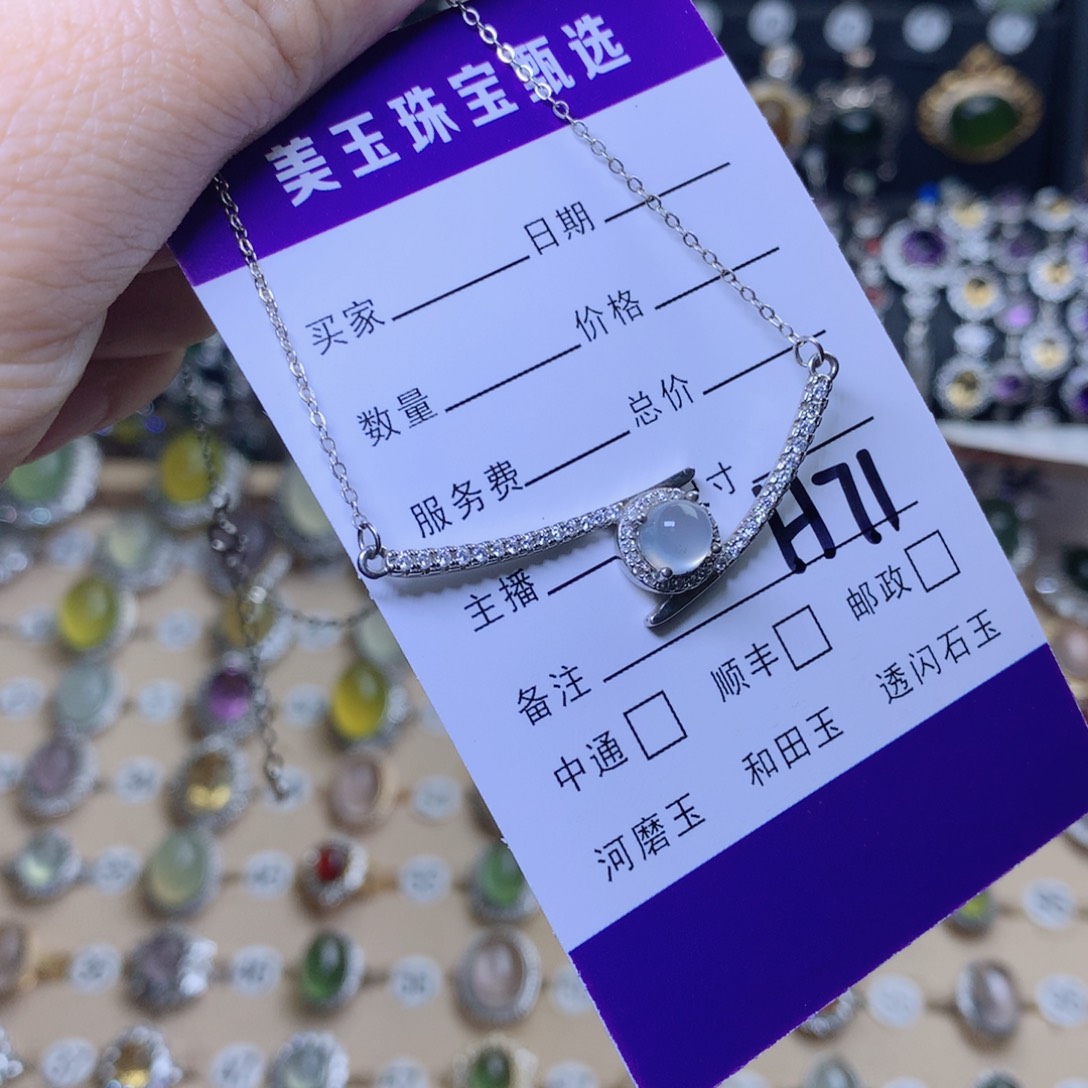 美玉珠宝甄选
买家 日期
数量 价格
服务费 总价
主播 寸
H71
备注
中通 顺丰 邮政
河磨玉 和田玉 透闪石玉